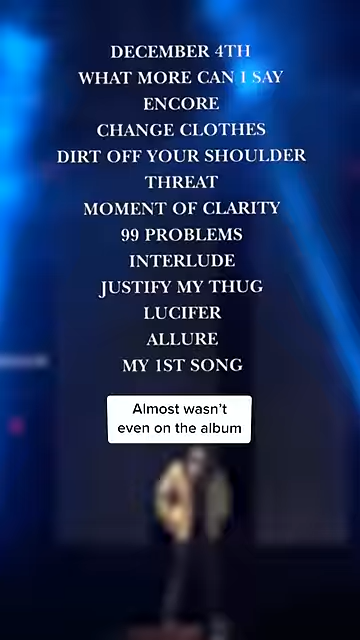 DECEMBER 4TH
WHAT MORE CAN I SAY
ENCORE
CHANGE CLOTHES
DIRT OFF YOUR SHOULDER
THREAT
MOMENT OF CLARITY
99 PROBLEMS
INTERLUDE
JUSTIFY MY THUG
LUCIFER
ALLURE
MY 1ST SONG
Almost wasn't
even on the album